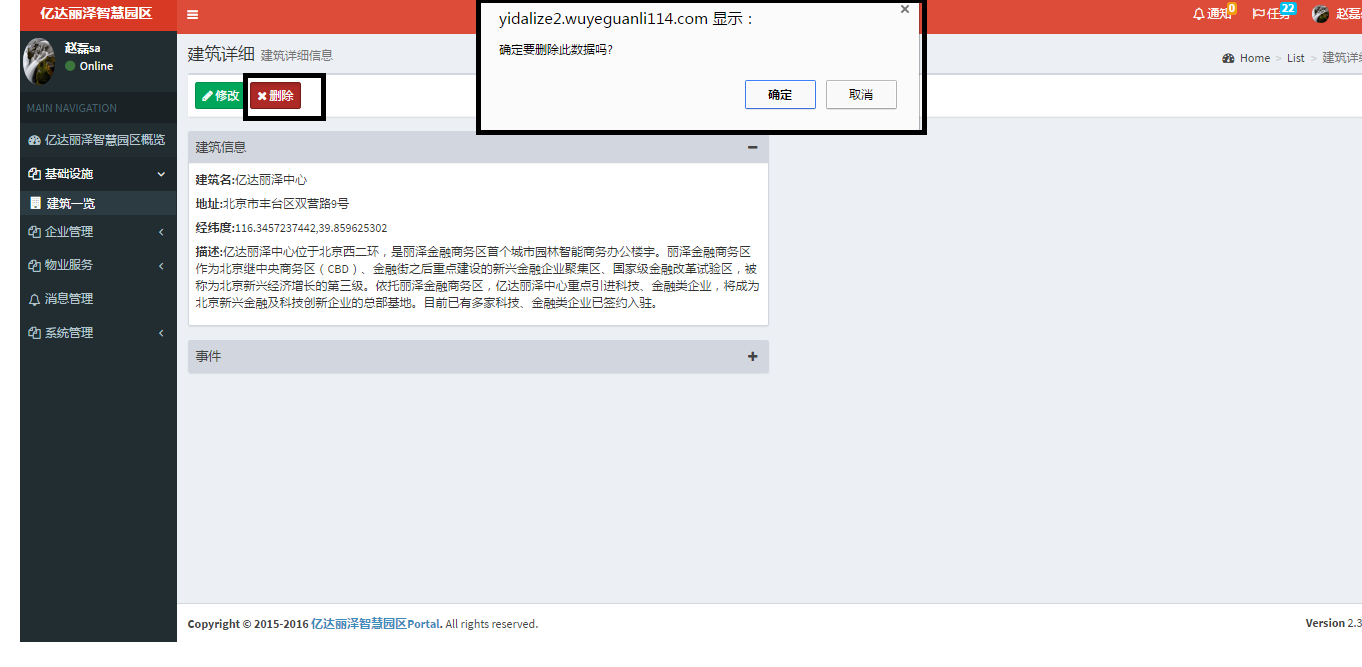 亿达丽泽智慧园区
通知 0
任务 22
赵磊
赵磊sa
Online
MAIN NAVIGATION
亿达丽泽智慧园区概览
基础设施
建筑一览
企业管理
物业服务
消息管理
系统管理
yidalize2.wuyeguanli114.com 显示：
确定要删除此数据吗?
确定
取消
建筑详细 建筑详细信息
Home > List > 建筑详
修改
删除
建筑信息
建筑名:亿达丽泽中心
地址:北京市丰台区双营路9号
经纬度:116.3457237442,39.859625302
描述:亿达丽泽中心位于北京西二环，是丽泽金融商务区首个城市园林智能商务办公楼宇。丽泽金融商务区
作为北京继中央商务区（CBD）、金融街之后重点建设的新兴金融企业聚集区、国家级金融改革试验区，被
称为北京新兴经济增长的第三级。依托丽泽金融商务区，亿达丽泽中心重点引进科技、金融类企业，将成为
北京新兴金融及科技创新企业的总部基地。目前已有多家科技、金融类企业已签约入驻。
事件
Copyright © 2015-2016 亿达丽泽智慧园区Portal. All rights reserved.
Version 2.3